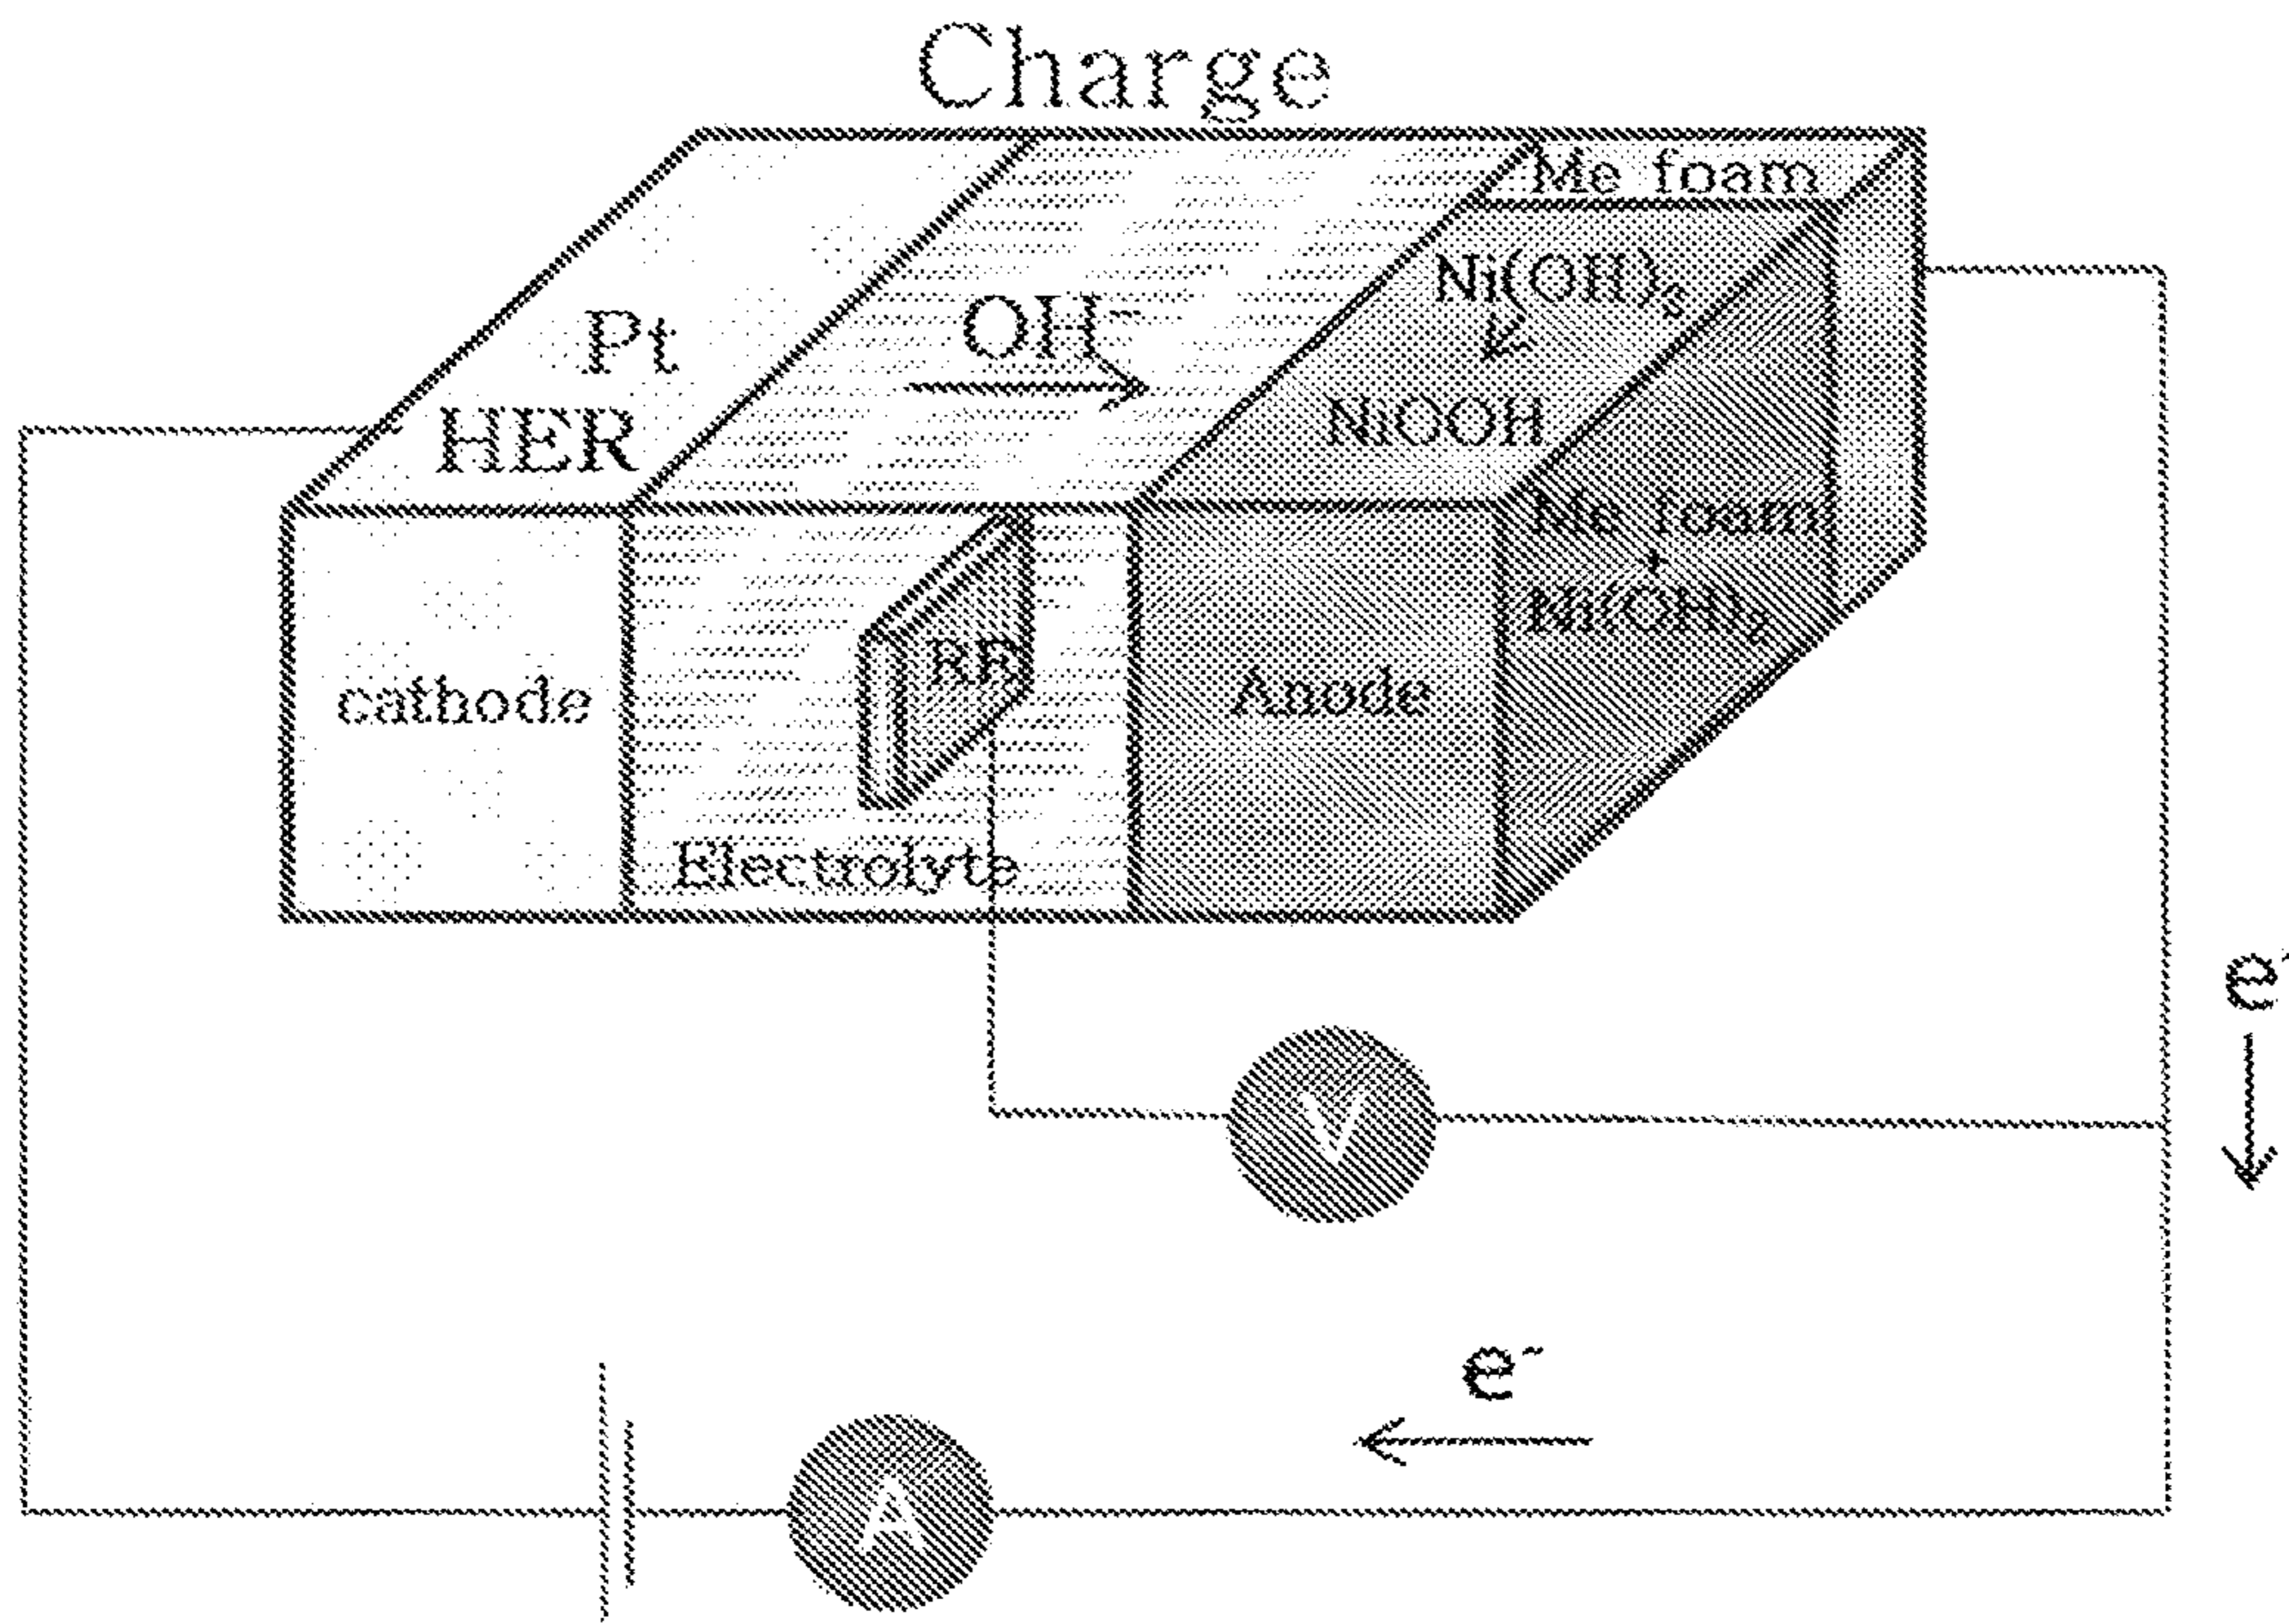 Charge
Me foam
Ni(OH)₂
Pt
OH⁻
HER
NiOOH
Me foam
+
Ni(OH)₂
RE
cathode
Anode
Electrolyte
e⁻
V
e⁻
A